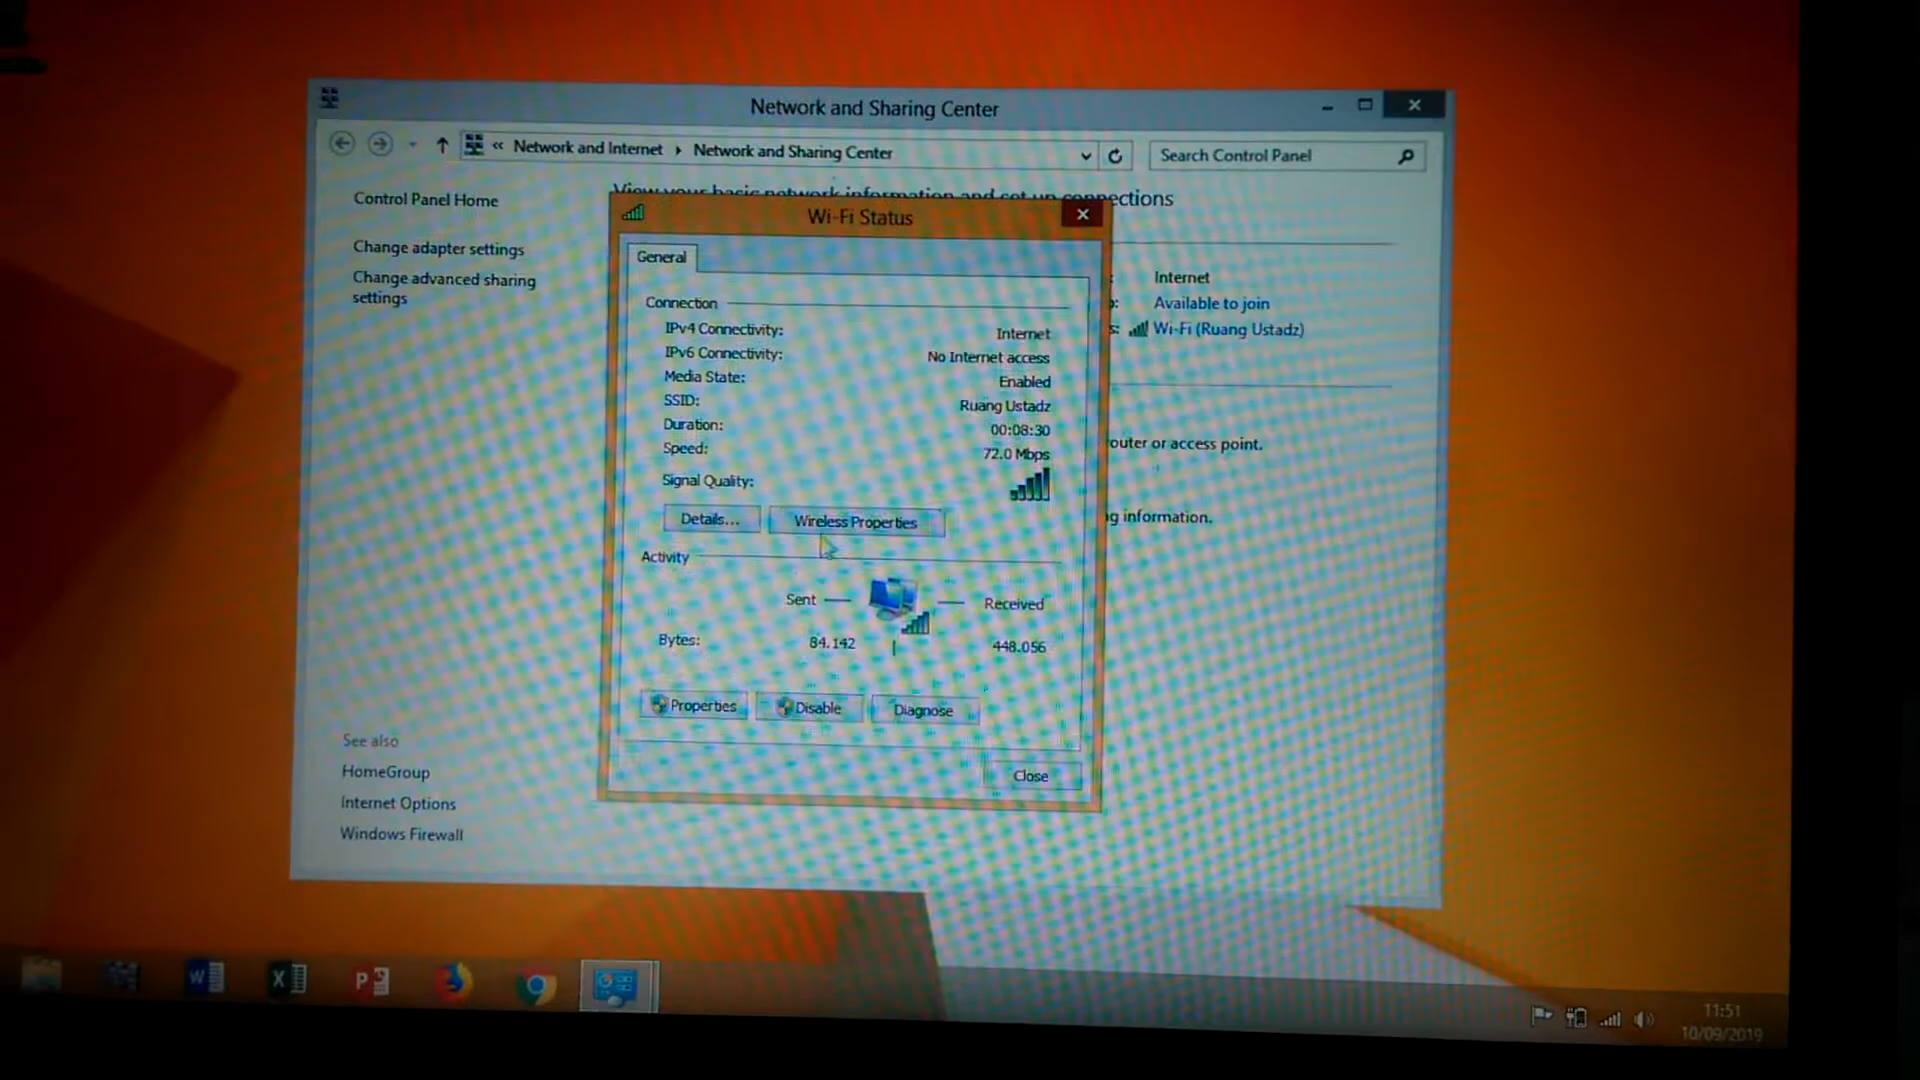 Network and Sharing Center
« Network and Internet › Network and Sharing Center
Search Control Panel
Control Panel Home
Change adapter settings
Change advanced sharing
settings
View your basic network information and set up connections
Internet
Available to join
Wi-Fi (Ruang Ustadz)
outer or access point.
g information.
Wi-Fi Status
General
Connection
IPv4 Connectivity: Internet
IPv6 Connectivity: No Internet access
Media State: Enabled
SSID: Ruang Ustadz
Duration: 00:08:30
Speed: 72.0 Mbps
Signal Quality:
Details... Wireless Properties
Activity
Sent Received
Bytes: 84.142 448.056
Properties Disable Diagnose
Close
See also
HomeGroup
Internet Options
Windows Firewall
11:51
10/09/2019